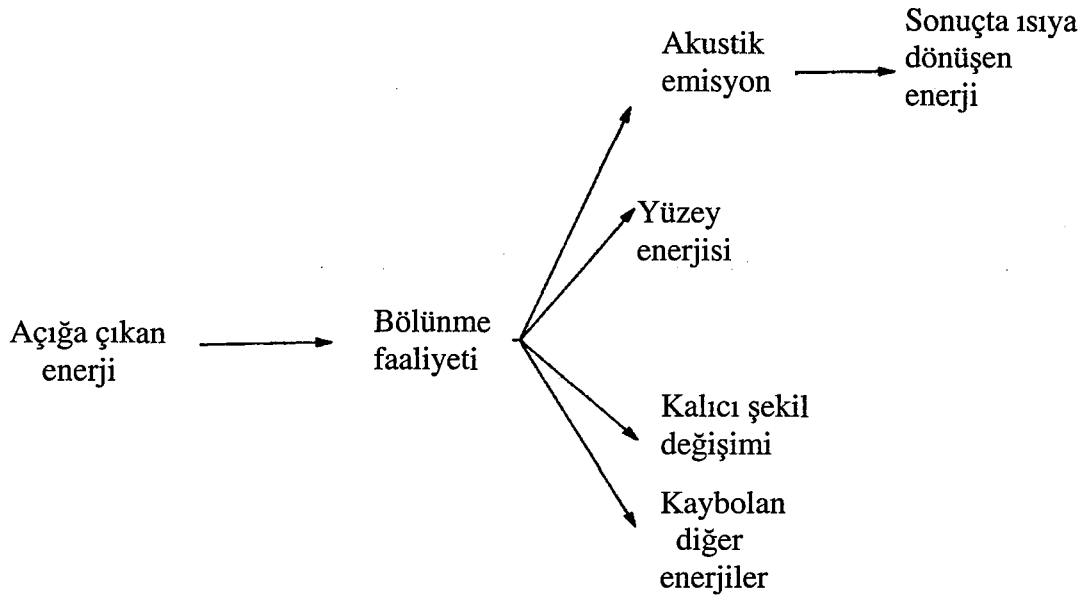 Akustik
emisyon
Sonuçta ısıya
dönüşen
enerji
Yüzey
enerjisi
Açığa çıkan
enerji
Bölünme
faaliyeti
Kalıcı şekil
değişimi
Kaybolan
diğer
enerjiler